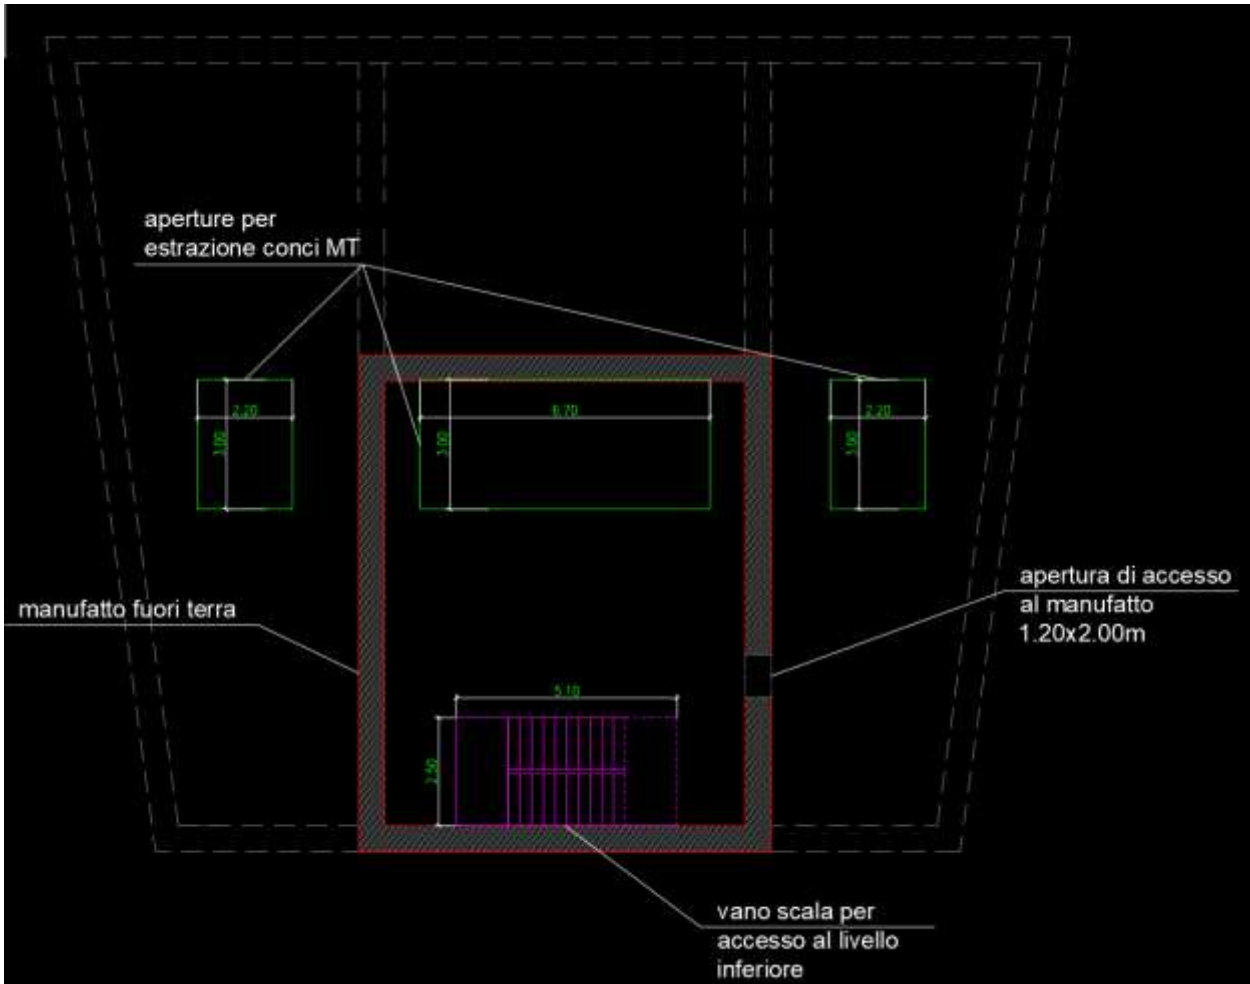 aperture per
estrazione conci MT
2.20
3.00
6.70
3.00
2.20
3.00
manufatto fuori terra
apertura di accesso
al manufatto
1.20x2.00m
5.10
2.50
vano scala per
accesso al livello
inferiore